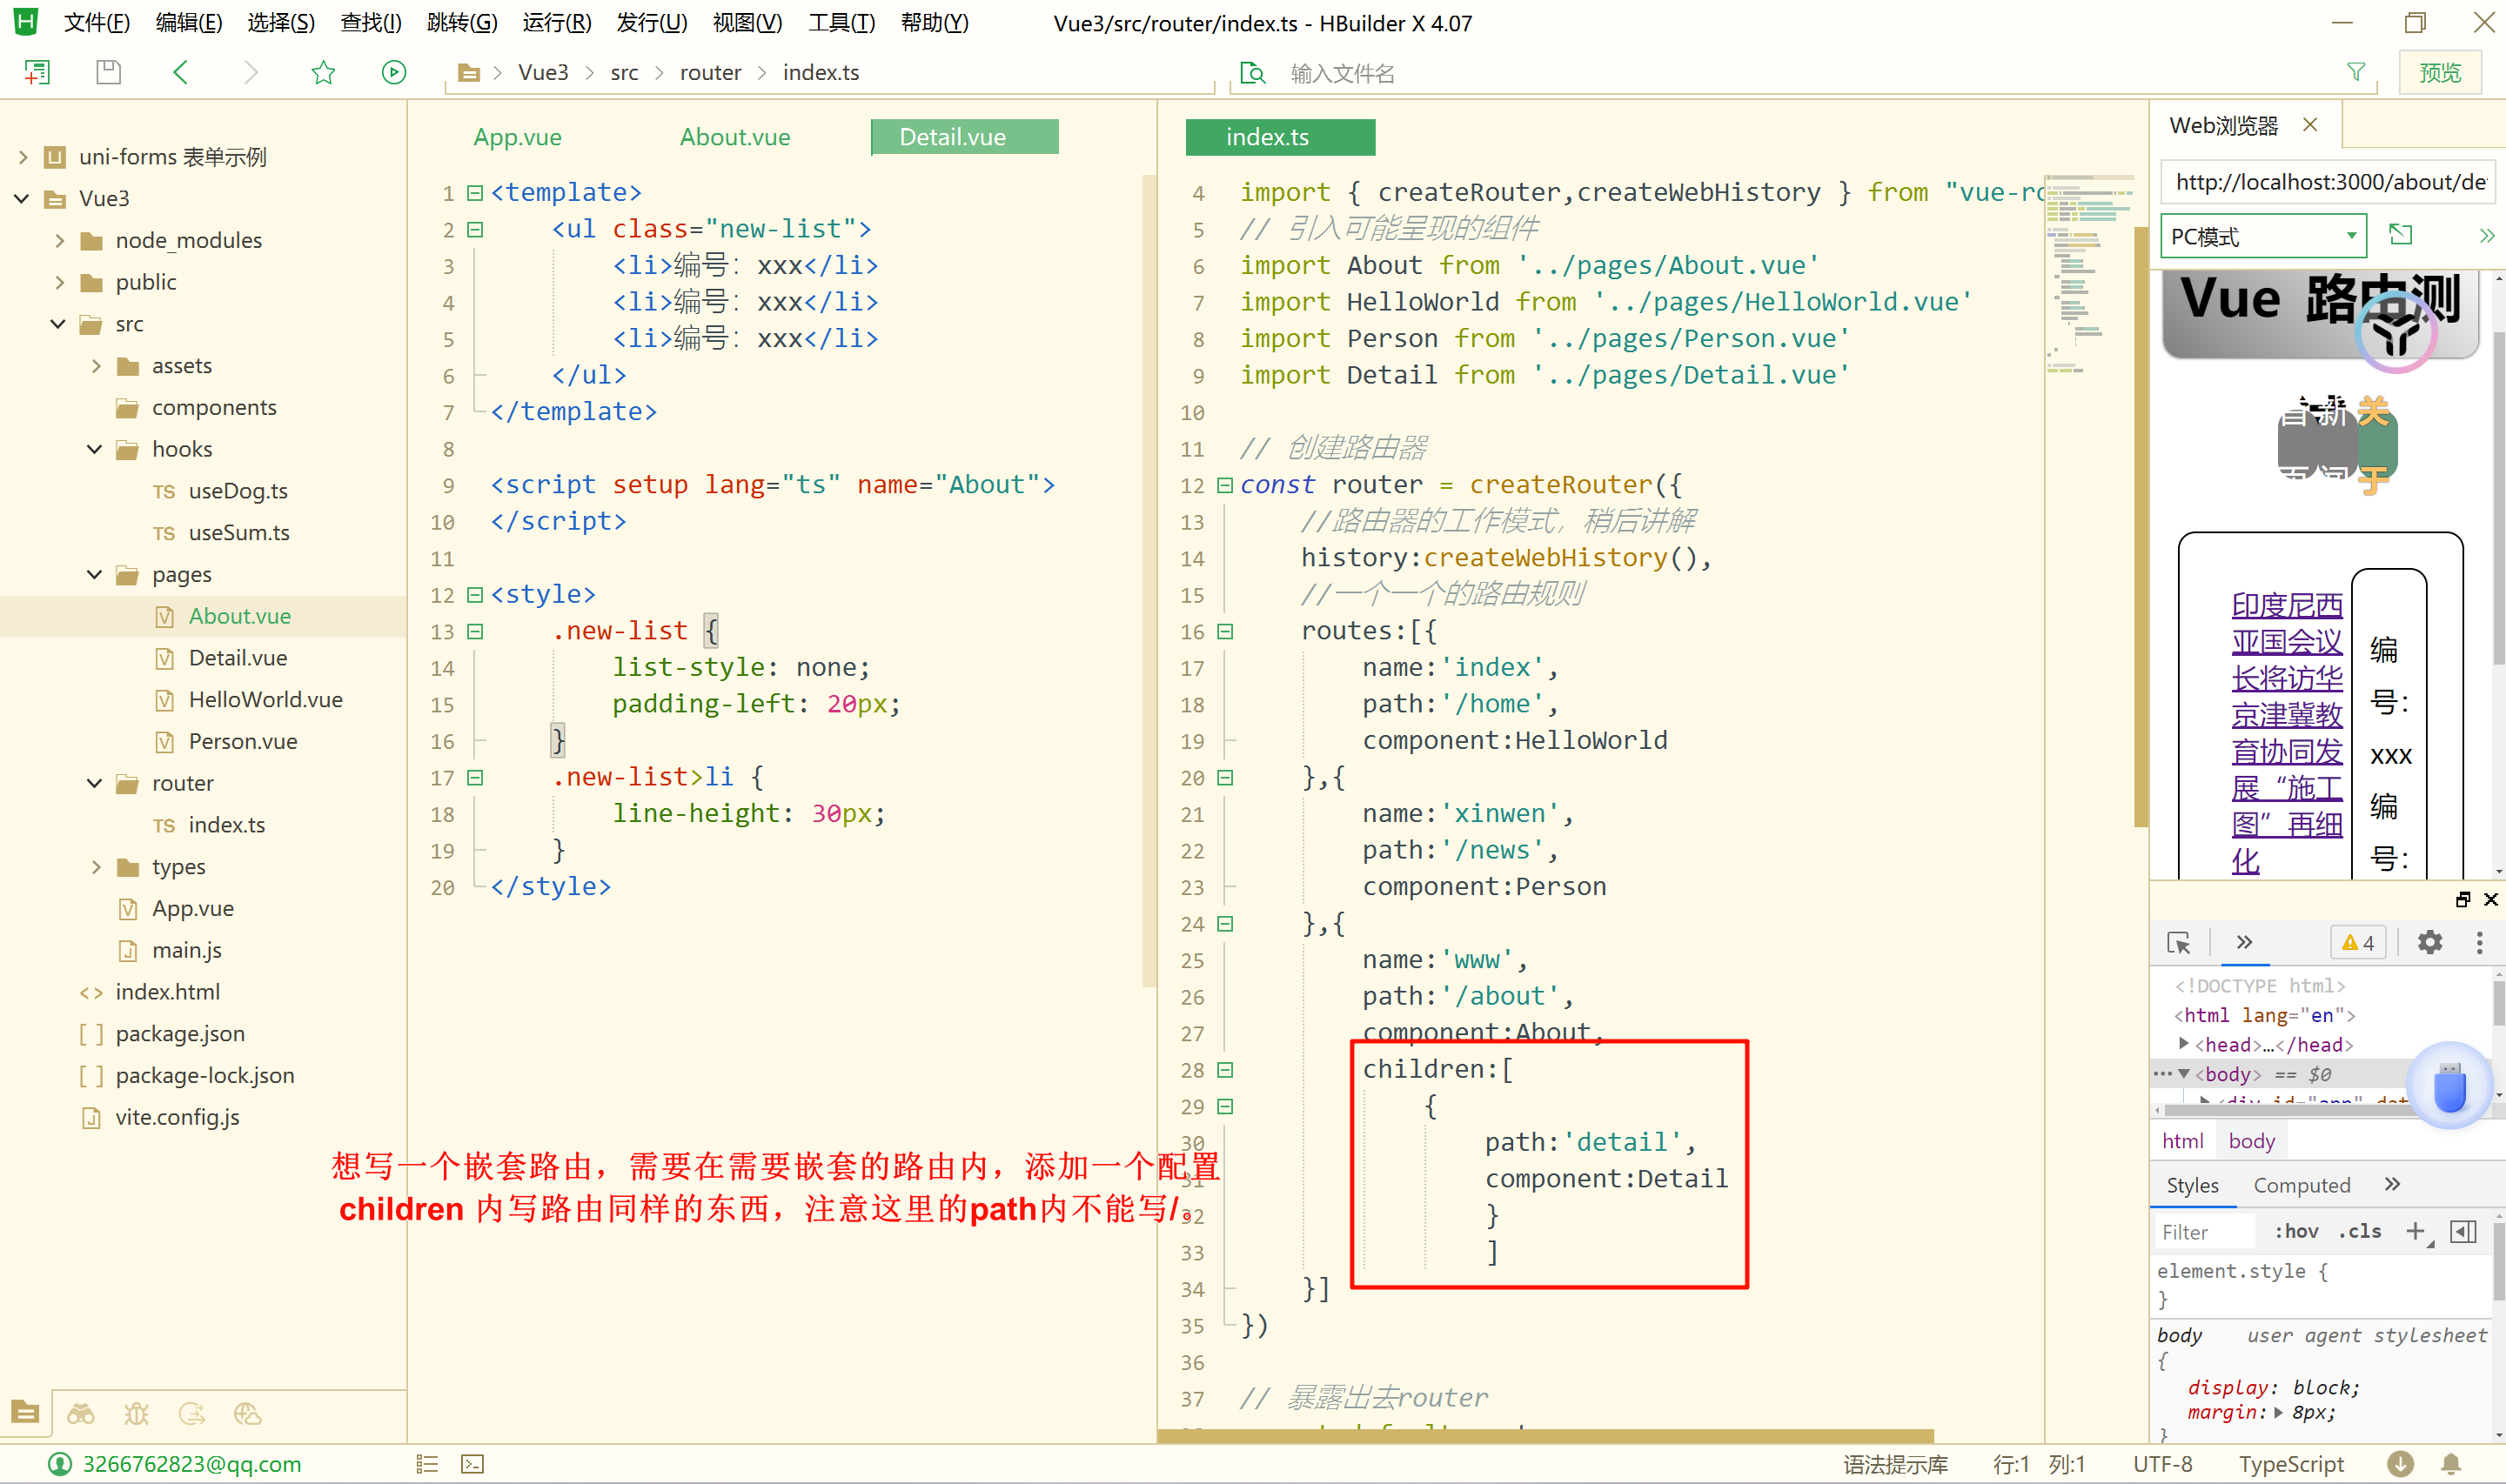 文件(F) 编辑(E) 选择(S) 查找(I) 跳转(G) 运行(R) 发行(U) 视图(V) 工具(T) 帮助(Y)
Vue3/src/router/index.ts - HBuilder X 4.07
Vue3 src router index.ts
输入文件名
预览
uni-forms 表单示例
Vue3
node_modules
public
src
assets
components
hooks
useDog.ts
useSum.ts
pages
About.vue
Detail.vue
HelloWorld.vue
Person.vue
router
index.ts
types
App.vue
main.js
index.html
package.json
package-lock.json
vite.config.js
App.vue About.vue Detail.vue
1 <template>
2 <ul class="new-list">
3 <li>编号：xxx</li>
4 <li>编号：xxx</li>
5 <li>编号：xxx</li>
6 </ul>
7 </template>
8
9 <script setup lang="ts" name="About">
10 </script>
11
12 <style>
13 .new-list {
14 list-style: none;
15 padding-left: 20px;
16 }
17 .new-list>li {
18 line-height: 30px;
19 }
20 </style>
想写一个嵌套路由，需要在需要嵌套的路由内，添加一个配置
children 内写路由同样的东西，注意这里的path内不能写/。
index.ts
4 import { createRouter,createWebHistory } from "vue-ro
5 // 引入可能呈现的组件
6 import About from '../pages/About.vue'
7 import HelloWorld from '../pages/HelloWorld.vue'
8 import Person from '../pages/Person.vue'
9 import Detail from '../pages/Detail.vue'
10
11 // 创建路由器
12 const router = createRouter({
13 //路由器的工作模式，稍后讲解
14 history:createWebHistory(),
15 //一个一个的路由规则
16 routes:[{
17 name:'index',
18 path:'/home',
19 component:HelloWorld
20 },{
21 name:'xinwen',
22 path:'/news',
23 component:Person
24 },{
25 name:'www',
26 path:'/about',
27 component:About,
28 children:[
29 {
30 path:'detail',
31 component:Detail
32 }
33 ]
34 }]
35 })
36
37 // 暴露出去router
Web浏览器
http://localhost:3000/about/de
PC模式
Vue 路由测
首 新 关
页 闻 于
印度尼西
亚国会议
长将访华
京津冀教
育协同发
展“施工
图”再细
化
编
号：
xxx
编
号：
4
<!DOCTYPE html>
<html lang="en">
<head>…</head>
<body> == $0
html body
Styles Computed
Filter :hov .cls
element.style {
}
body user agent stylesheet
{
display: block;
margin: 8px;
}
3266762823@qq.com
语法提示库 行:1 列:1 UTF-8 TypeScript